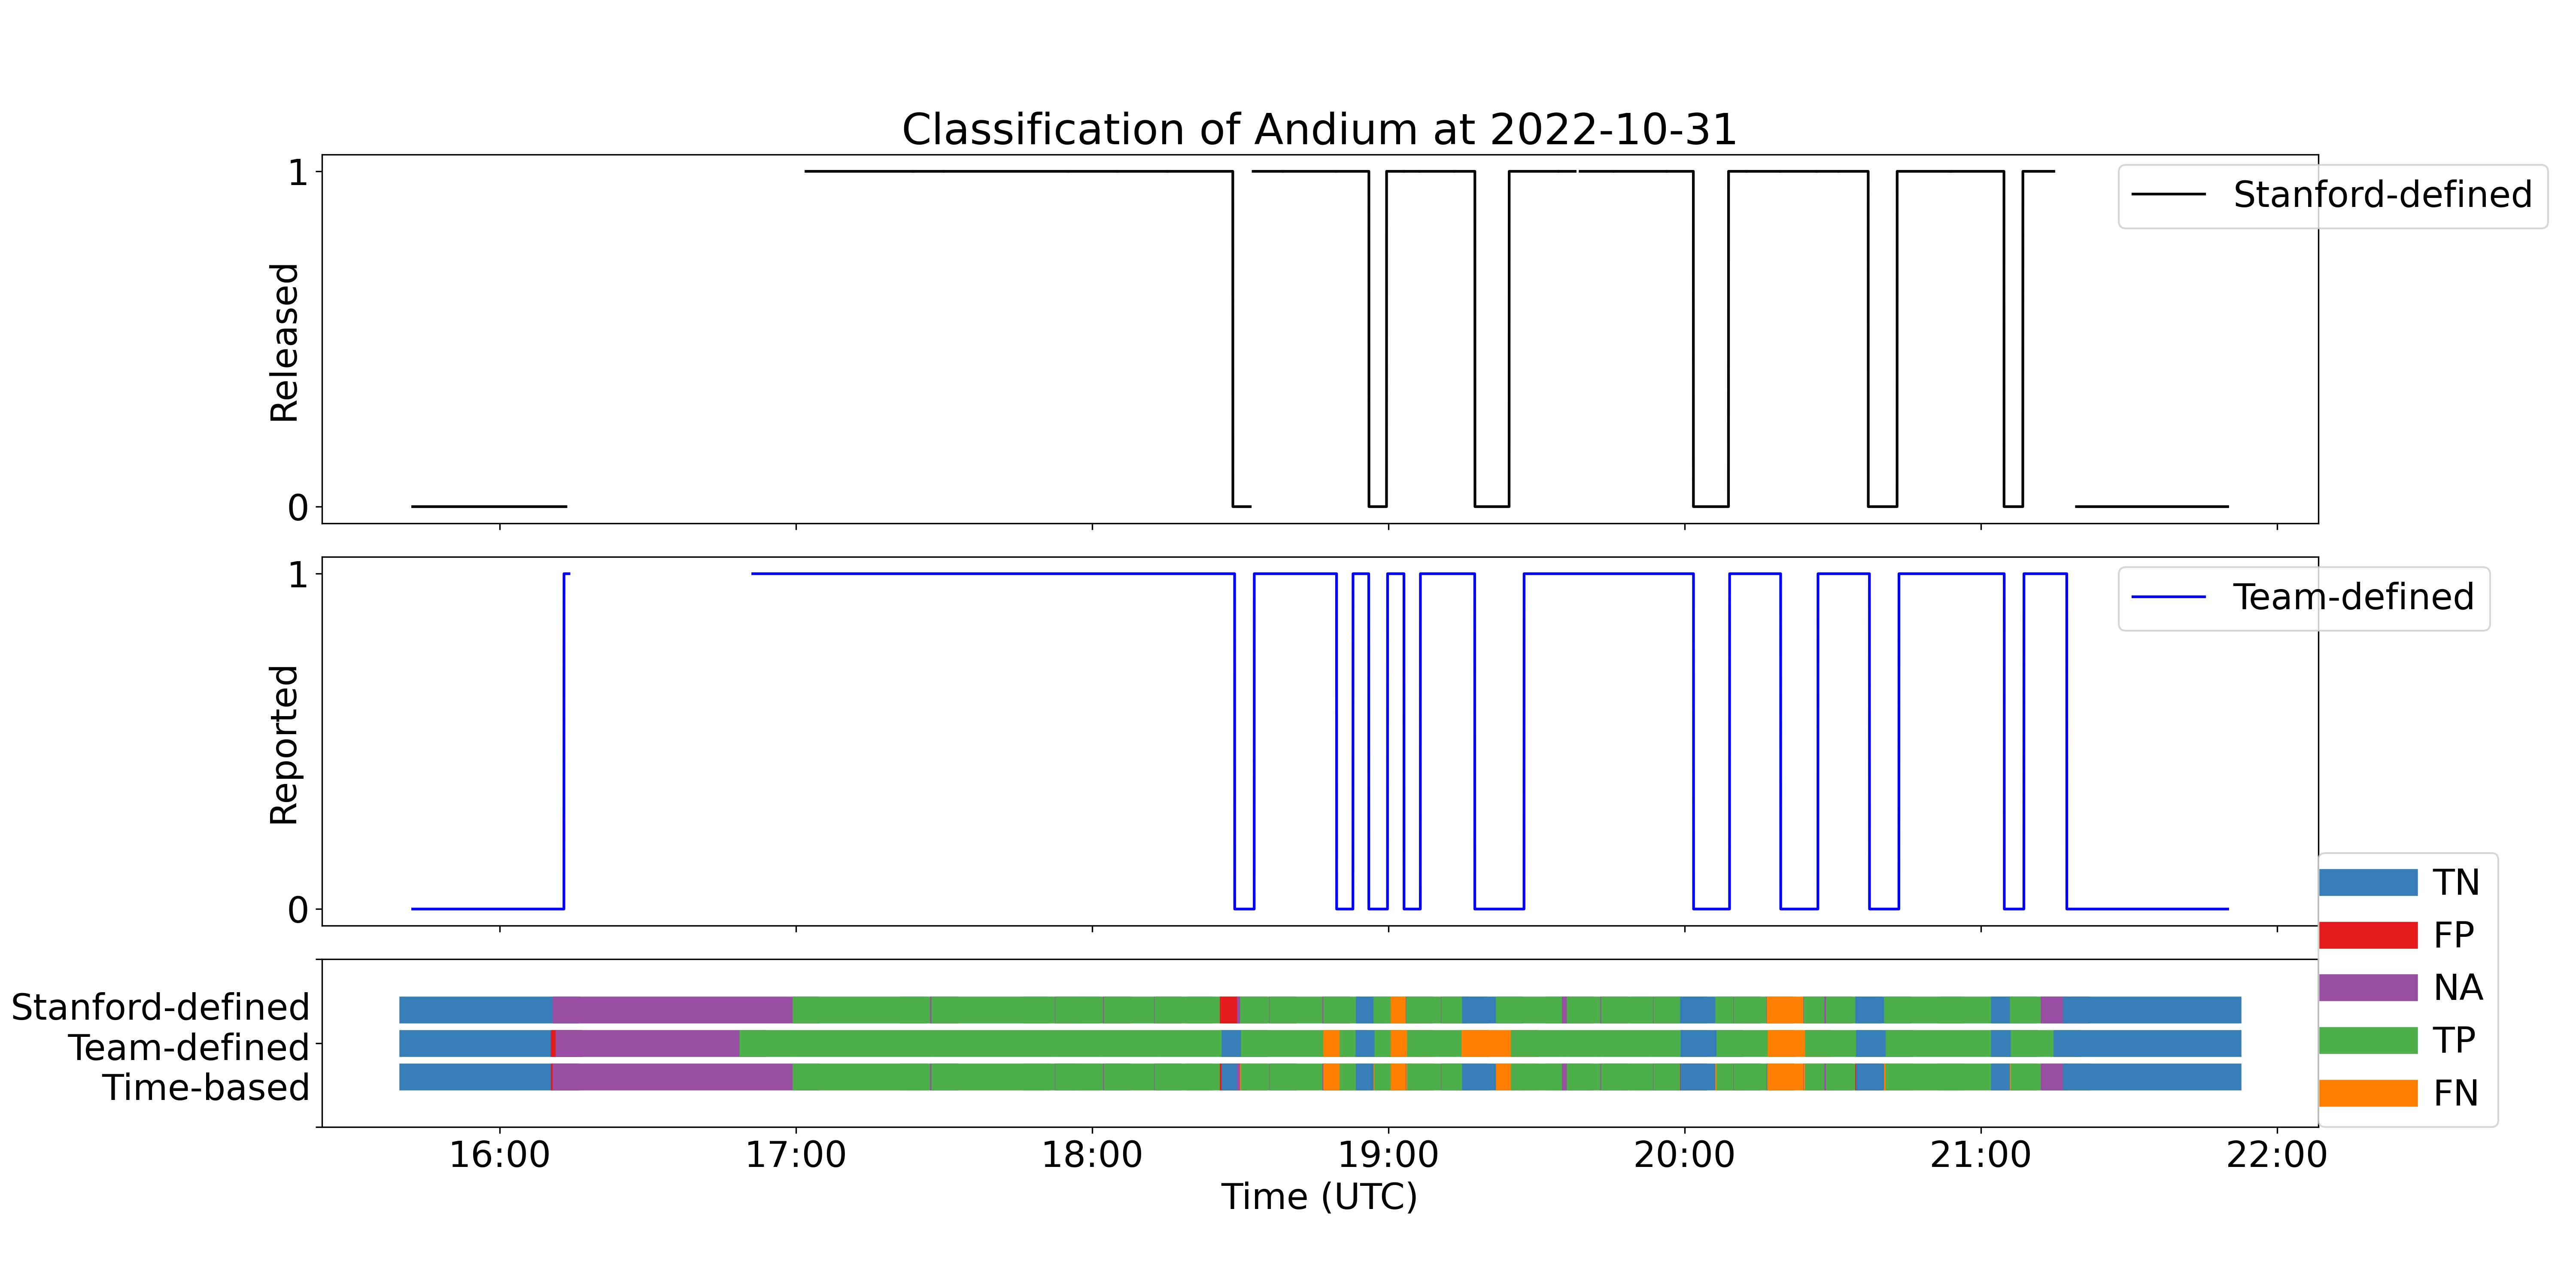 Classification of Andium at 2022-10-31
1
0
Released
Stanford-defined
1
0
Reported
Team-defined
Stanford-defined
Team-defined
Time-based
TN
FP
NA
TP
FN
16:00 17:00 18:00 19:00 20:00 21:00 22:00
Time (UTC)